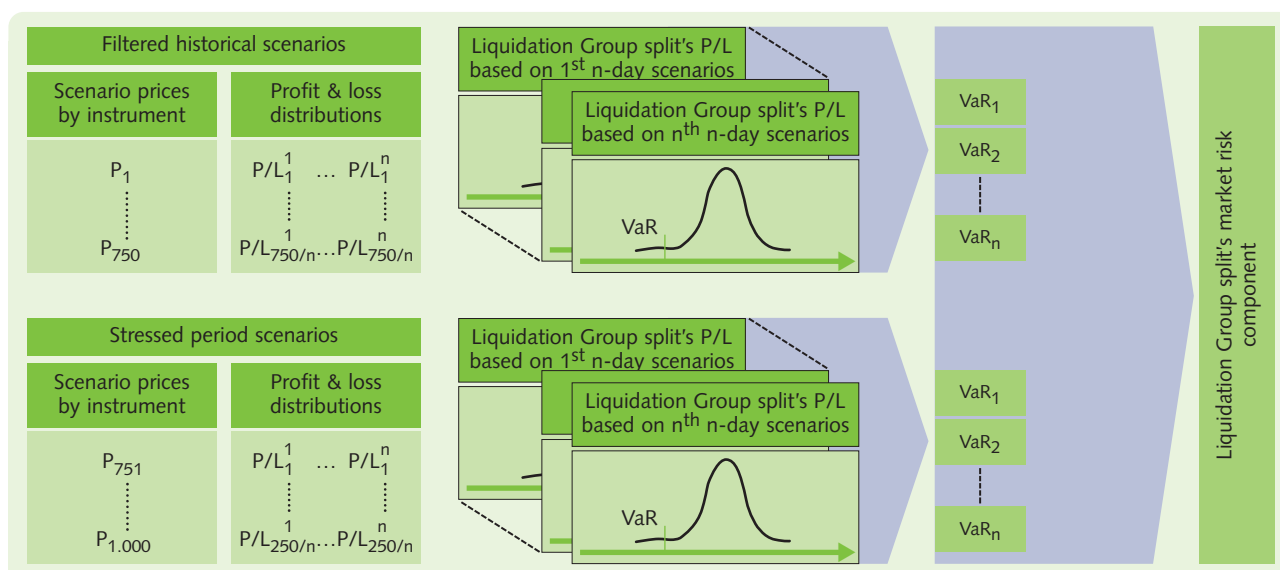 Filtered historical scenarios
Scenario prices
by instrument
Profit & loss
distributions
P1
P750
P/L11 ... P/L1n
P/L750/n1...P/L750/nn
Liquidation Group split's P/L
based on 1st n-day scenarios
Liquidation Group split's P/L
based on nth n-day scenarios
VaR
VaR1
VaR2
VaRn
Stressed period scenarios
Scenario prices
by instrument
Profit & loss
distributions
P751
P1.000
P/L11 ... P/L1n
P/L250/n1...P/L250/nn
Liquidation Group split's P/L
based on 1st n-day scenarios
Liquidation Group split's P/L
based on nth n-day scenarios
VaR
VaR1
VaR2
VaRn
Liquidation Group split's market risk
component